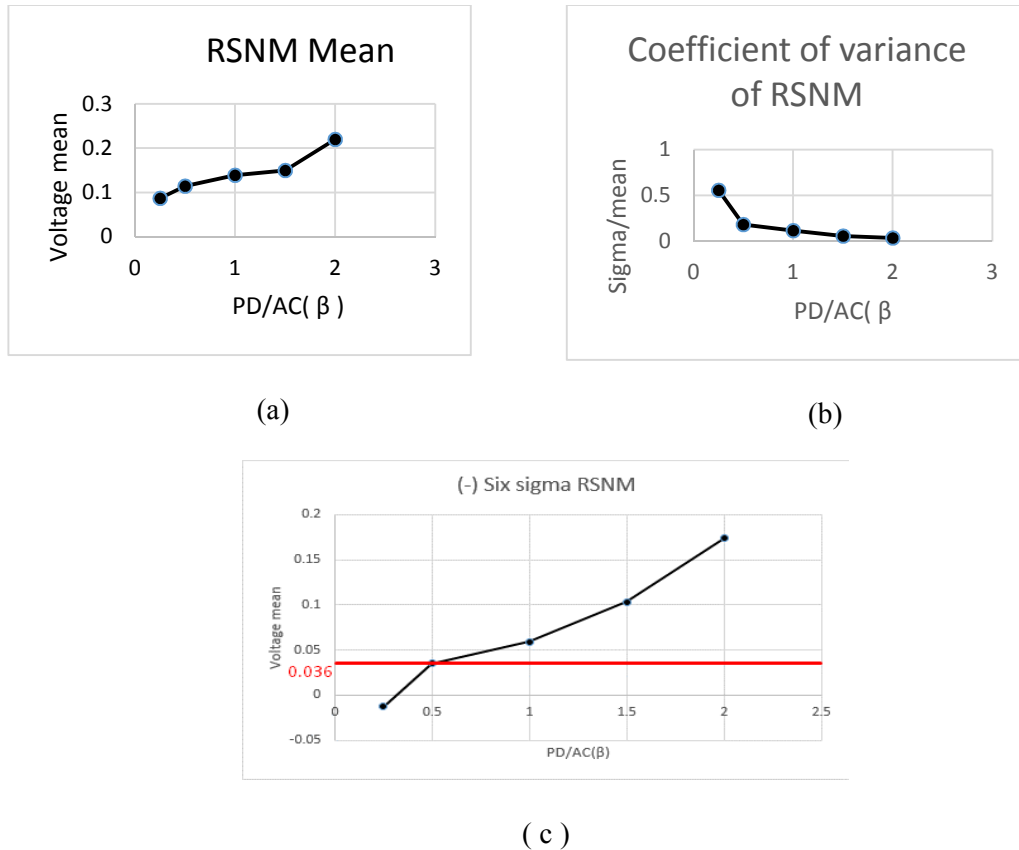 RSNM Mean
Voltage mean
0.3
0.2
0.1
0
0 1 2 3
PD/AC( β )
(a)
Coefficient of variance
of RSNM
Sigma/mean
1
0.5
0
0 1 2 3
PD/AC( β
(b)
(-) Six sigma RSNM
Voltage mean
0.2
0.15
0.1
0.05
0.036
0
-0.05
0 0.5 1 1.5 2 2.5
PD/AC(β)
( c )